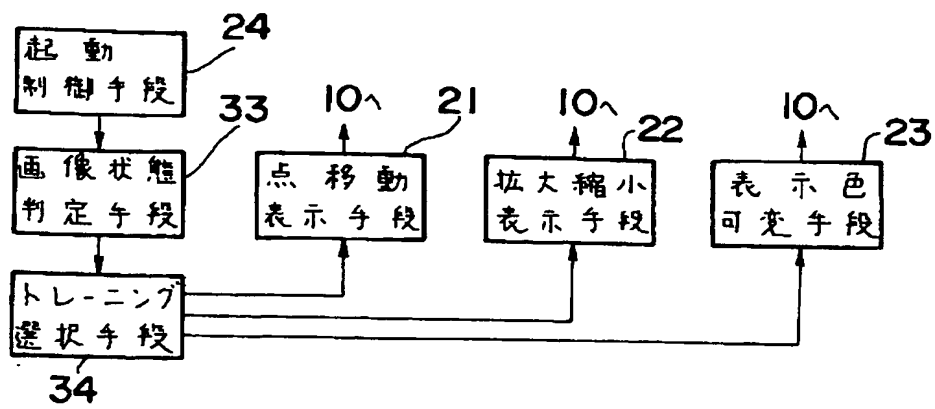 起動
制御手段
24
画像状態
判定手段
33
トレーニング
選択手段
34
10へ
21
点移動
表示手段
10へ
22
拡大縮小
表示手段
10へ
23
表示色
可変手段